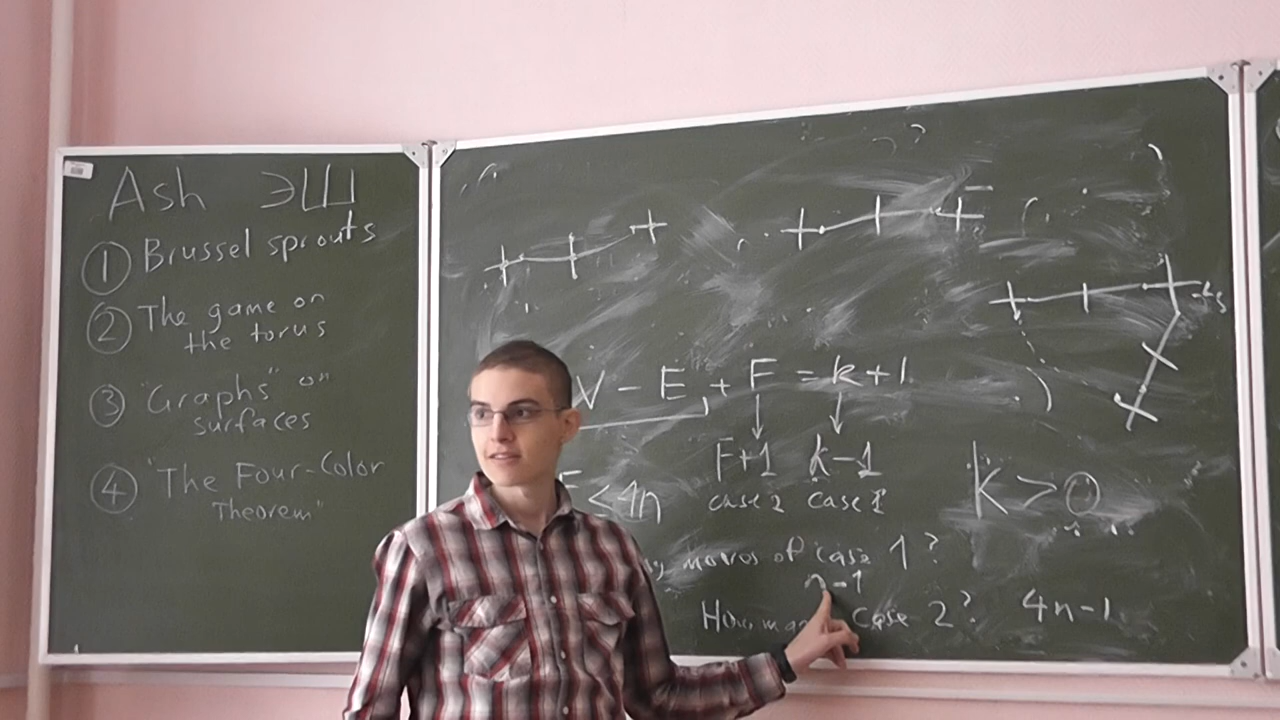 Ash ЭШ
① Brussel sprouts
② The game on
the torus
③ "Graphs" on
surfaces
④ "The Four-Color
Theorem"
V - E + F = k+1
F+1 k-1
case 2 case 1
≤ 4n
K > 0
moves of case 1?
n-1
How case 2? 4n-1